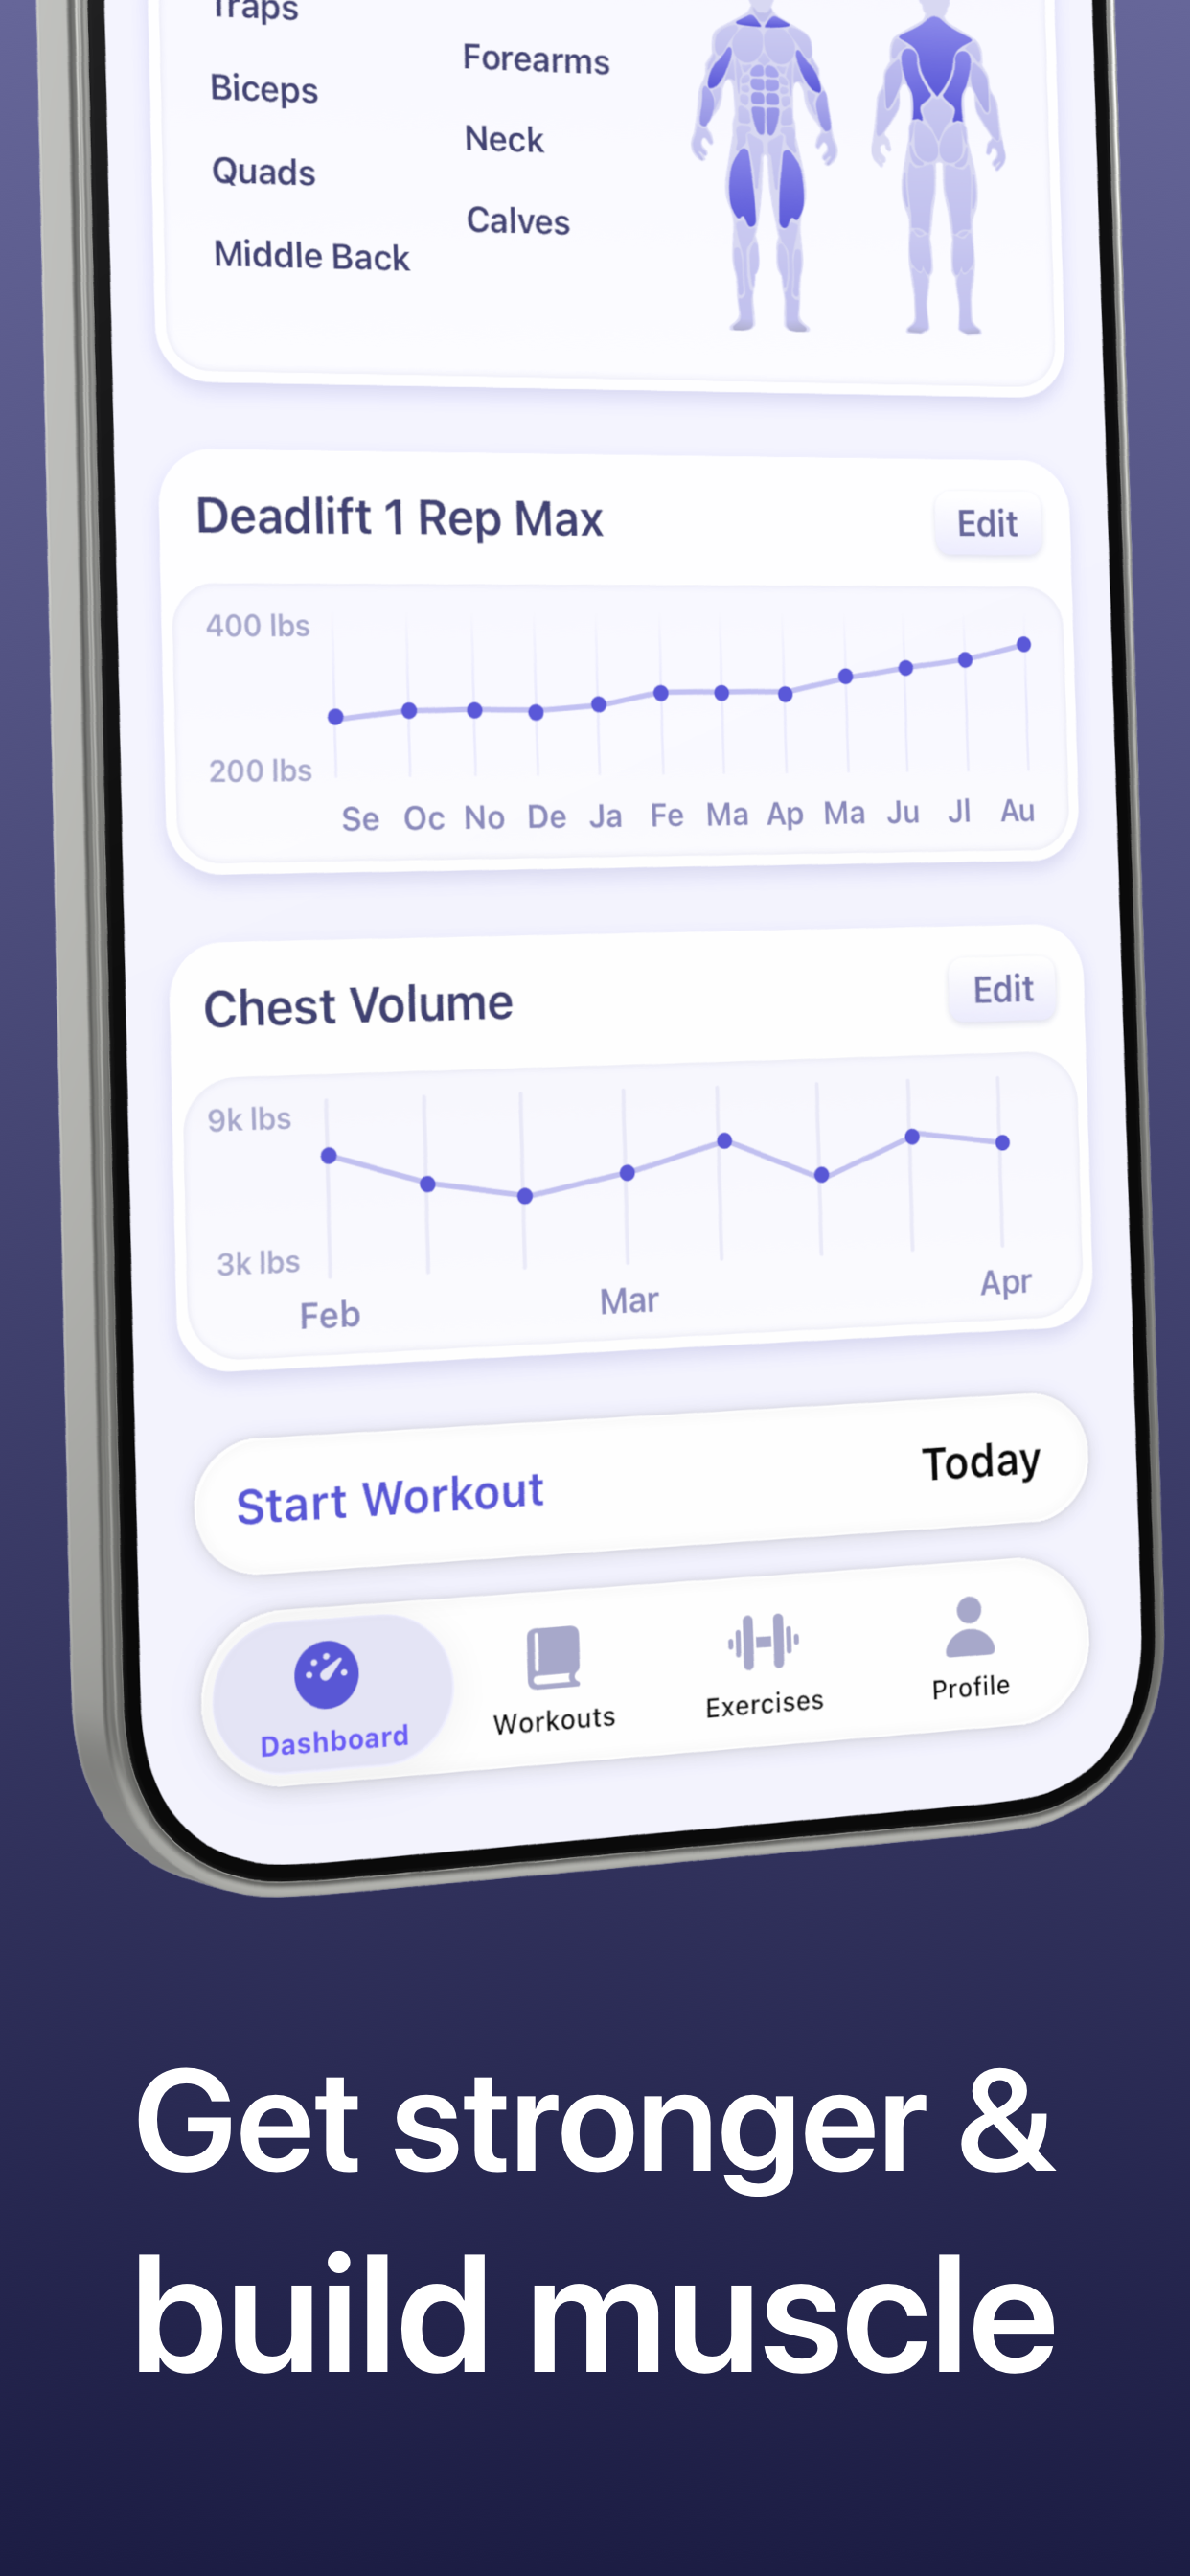 Traps
Biceps
Quads
Middle Back
Forearms
Neck
Calves
Deadlift 1 Rep Max
Edit
400 lbs
200 lbs
Se Oc No De Ja Fe Ma Ap Ma Ju Jl Au
Chest Volume
Edit
9k lbs
3k lbs
Feb Mar Apr
Start Workout
Today
Dashboard
Workouts
Exercises
Profile
Get stronger &
build muscle